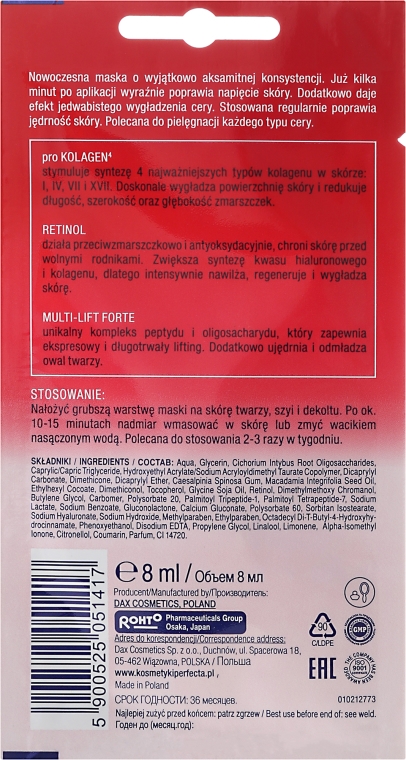 Nowoczesna maska o wyjątkowo aksamitnej konsystencji. Już kilka
minut po aplikacji wyraźnie poprawia napięcie skóry. Dodatkowo daje
efekt jedwabistego wygładzenia cery. Stosowana regularnie poprawia
jędrność skóry. Polecana do pielęgnacji każdego typu cery.
pro KOLAGEN⁴
stymuluje syntezę 4 najważniejszych typów kolagenu w skórze:
I, IV, VII i XVII. Doskonale wygładza powierzchnię skóry i redukuje
długość, szerokość oraz głębokość zmarszczek.
RETINOL
działa przeciwzmarszczkowo i antyoksydacyjnie, chroni skórę przed
wolnymi rodnikami. Zwiększa syntezę kwasu hialuronowego
i kolagenu, dlatego intensywnie nawilża, regeneruje i wygładza
skórę.
MULTI-LIFT FORTE
unikalny kompleks peptydu i oligosacharydu, który zapewnia
ekspresowy i długotrwały lifting. Dodatkowo ujędrnia i odmładza
owal twarzy.
STOSOWANIE:
Nałożyć grubszą warstwę maski na skórę twarzy, szyi i dekoltu. Po ok.
10-15 minutach nadmiar wmasować w skórę lub zmyć wacikiem
nasączonym wodą. Polecana do stosowania 2-3 razy w tygodniu.
SKŁADNIKI / INGREDIENTS / СОСТАВ: Aqua, Glycerin, Cichorium Intybus Root Oligosaccharides,
Caprylic/Capric Triglyceride, Hydroxyethyl Acrylate/Sodium Acryloyldimethyl Taurate Copolymer, Dicaprylyl
Carbonate, Dimethicone, Dicaprylyl Ether, Caesalpinia Spinosa Gum, Macadamia Integrifolia Seed Oil,
Ethylhexyl Cocoate, Dimethiconol, Tocopherol, Glycine Soja Oil, Retinol, Dimethylmethoxy Chromanol,
Butylene Glycol, Carbomer, Polysorbate 20, Palmitoyl Tripeptide-1, Palmitoyl Tetrapeptide-7, Sodium
Lactate, Sodium Benzoate, Gluconolactone, Calcium Gluconate, Polysorbate 60, Sorbitan Isostearate,
Sodium Hyaluronate, Sodium Hydroxide, Methylparaben, Ethylparaben, Octadecyl Di-T-Butyl-4-Hydroxyhy-
drocinnamate, Phenoxyethanol, Disodium EDTA, Propylene Glycol, Linalool, Limonene, Alpha-Isomethyl
Ionone, Citronellol, Coumarin, Parfum, CI 14720.
5 900525 051417
℮ 8 ml / Объем 8 мл
Producent/Manufactured by/Производитель:
DAX COSMETICS, POLAND
ROHTO Pharmaceuticals Group
Osaka, Japan
Adres do korespondencji/Correspondence address:
Dax Cosmetics Sp. z o.o., Duchnów, ul. Spacerowa 18,
05-462 Wiązowna, POLSKA / Польша
www.kosmetykiperfecta.pl
Made in Poland
90
C/LDPE
GMP
EAC
THE COMPANY HAS BEEN AWARDED
ISO
9001
СРОК ГОДНОСТИ: 36 месяцев.
010212773
Najlepiej zużyć przed końcem: patrz zgrzew / Best use before end of: see weld.
Годен до (месяц.год):